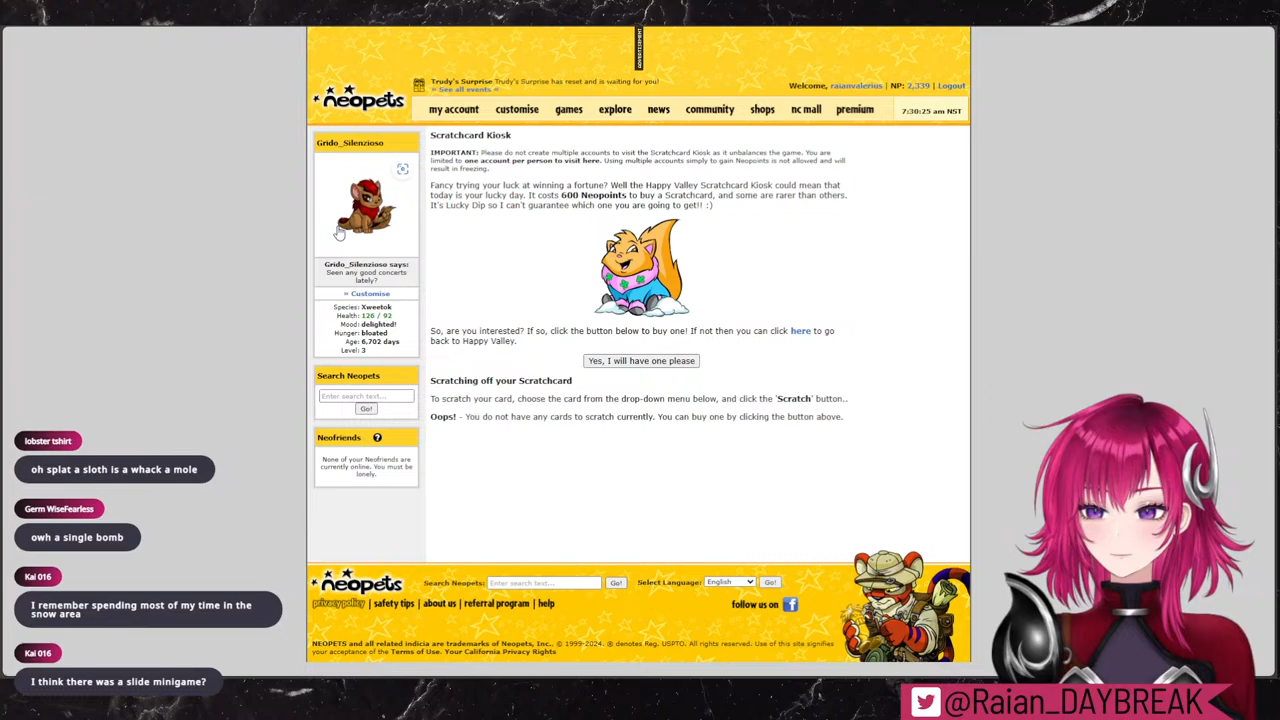 ADVERTISEMENT
Trudy's Surprise Trudy's Surprise has reset and is waiting for you!
» See all events «
Welcome, raianvalerius | NP: 2,339 | Logout
neopets
my account customise games explore news community shops nc mall premium 7:30:25 am NST
Grido_Silenzioso
Grido_Silenzioso says:
Seen any good concerts
lately?
» Customise
Species: Xweetok
Health: 126 / 92
Mood: delighted!
Hunger: bloated
Age: 6,702 days
Level: 3
Search Neopets
Enter search text...
Go!
Neofriends ?
None of your Neofriends are
currently online. You must be
lonely.
Scratchcard Kiosk
IMPORTANT: Please do not create multiple accounts to visit the Scratchcard Kiosk as it unbalances the game. You are
limited to one account per person to visit here. Using multiple accounts simply to gain Neopoints is not allowed and will
result in freezing.
Fancy trying your luck at winning a fortune? Well the Happy Valley Scratchcard Kiosk could mean that
today is your lucky day. It costs 600 Neopoints to buy a Scratchcard, and some are rarer than others.
It's Lucky Dip so I can't guarantee which one you are going to get!! :)
So, are you interested? If so, click the button below to buy one! If not then you can click here to go
back to Happy Valley.
Yes, I will have one please
Scratching off your Scratchcard
To scratch your card, choose the card from the drop-down menu below, and click the 'Scratch' button..
Oops! - You do not have any cards to scratch currently. You can buy one by clicking the button above.
neopets
Search Neopets: Enter search text... Go! Select Language: English Go!
privacy policy | safety tips | about us | referral program | help
follow us on f
NEOPETS and all related indicia are trademarks of Neopets, Inc., © 1999-2024. ® denotes Reg. USPTO. All rights reserved. Use of this site signifies
your acceptance of the Terms of Use. Your California Privacy Rights
lobster tshirt
oh splat a sloth is a whack a mole
Germ WiseFearless
owh a single bomb
Kai 016
I remember spending most of my time in the
snow area
Kai 016
I think there was a slide minigame?
@Raian_DAYBREAK